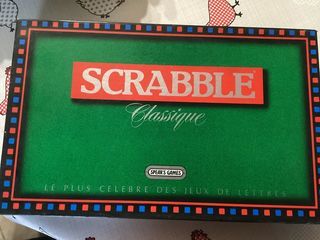 SCRABBLE
Classique
SPEAR'S GAMES
LE PLUS CELEBRE DES JEUX DE LETTRES